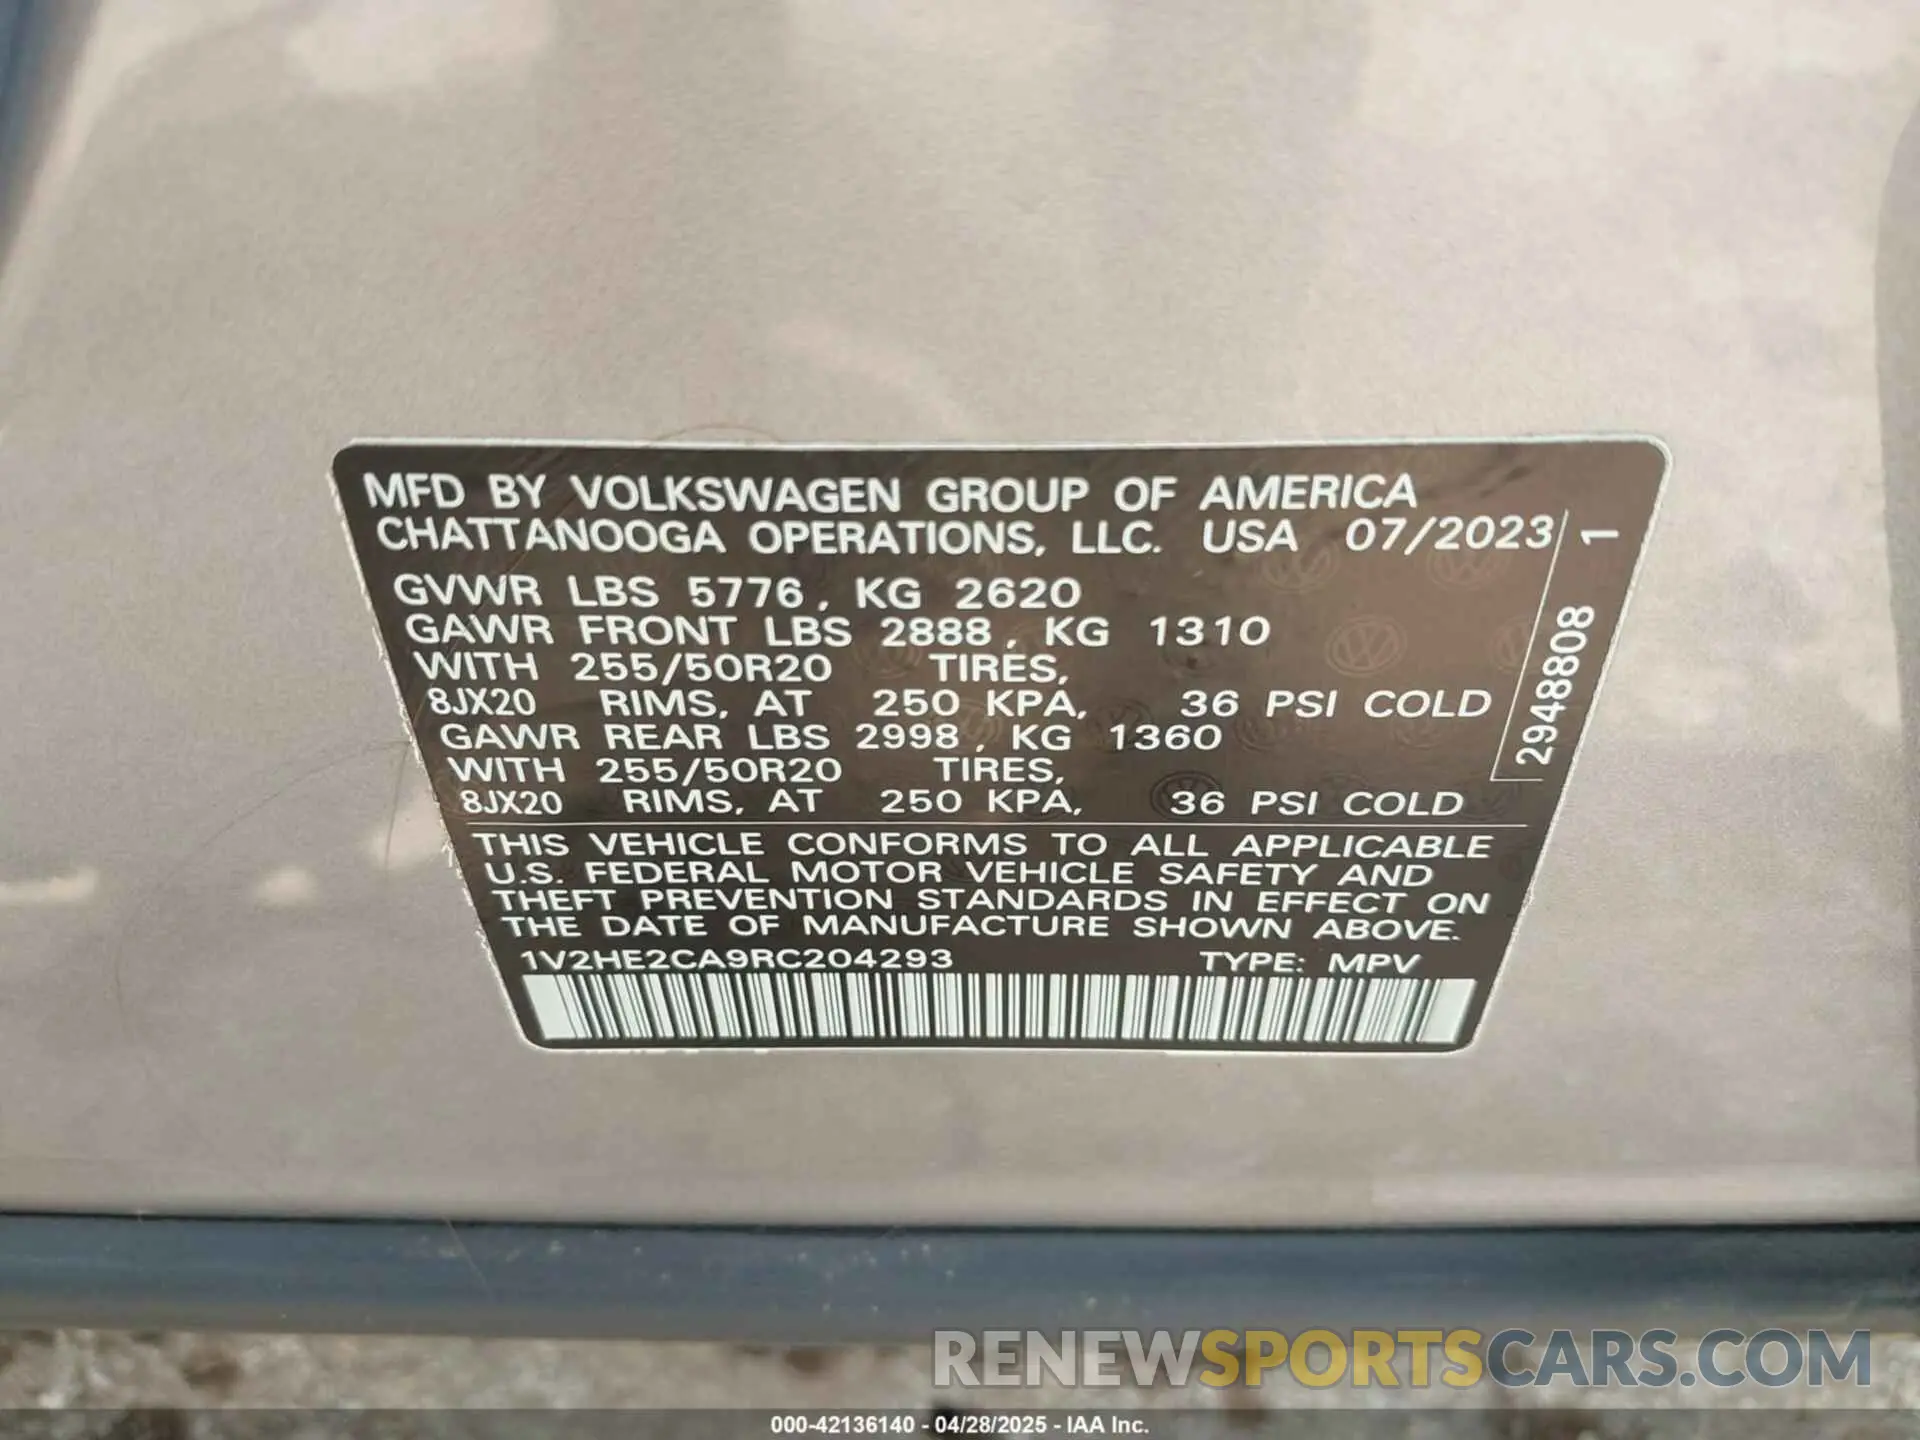 MFD BY VOLKSWAGEN GROUP OF AMERICA
CHATTANOOGA OPERATIONS, LLC. USA 07/2023
GVWR LBS 5776, KG 2620
GAWR FRONT LBS 2888, KG 1310
WITH 255/50R20 TIRES,
8JX20 RIMS, AT 250 KPA, 36 PSI COLD
GAWR REAR LBS 2998, KG 1360
WITH 255/50R20 TIRES,
8JX20 RIMS, AT 250 KPA, 36 PSI COLD
2948808 1
THIS VEHICLE CONFORMS TO ALL APPLICABLE
U.S. FEDERAL MOTOR VEHICLE SAFETY AND
THEFT PREVENTION STANDARDS IN EFFECT ON
THE DATE OF MANUFACTURE SHOWN ABOVE.
1V2HE2CA9RC204293 TYPE: MPV
RENEWSPORTSCARS.COM
000-42136140 - 04/28/2025 - IAA Inc.